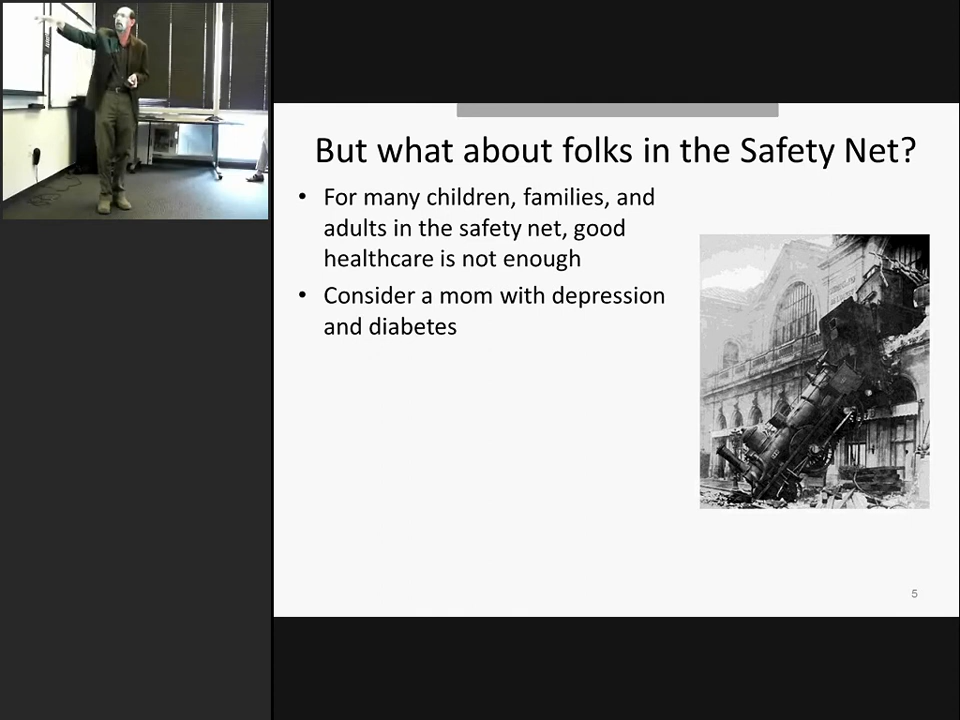 But what about folks in the Safety Net?
• For many children, families, and
adults in the safety net, good
healthcare is not enough
• Consider a mom with depression
and diabetes
5